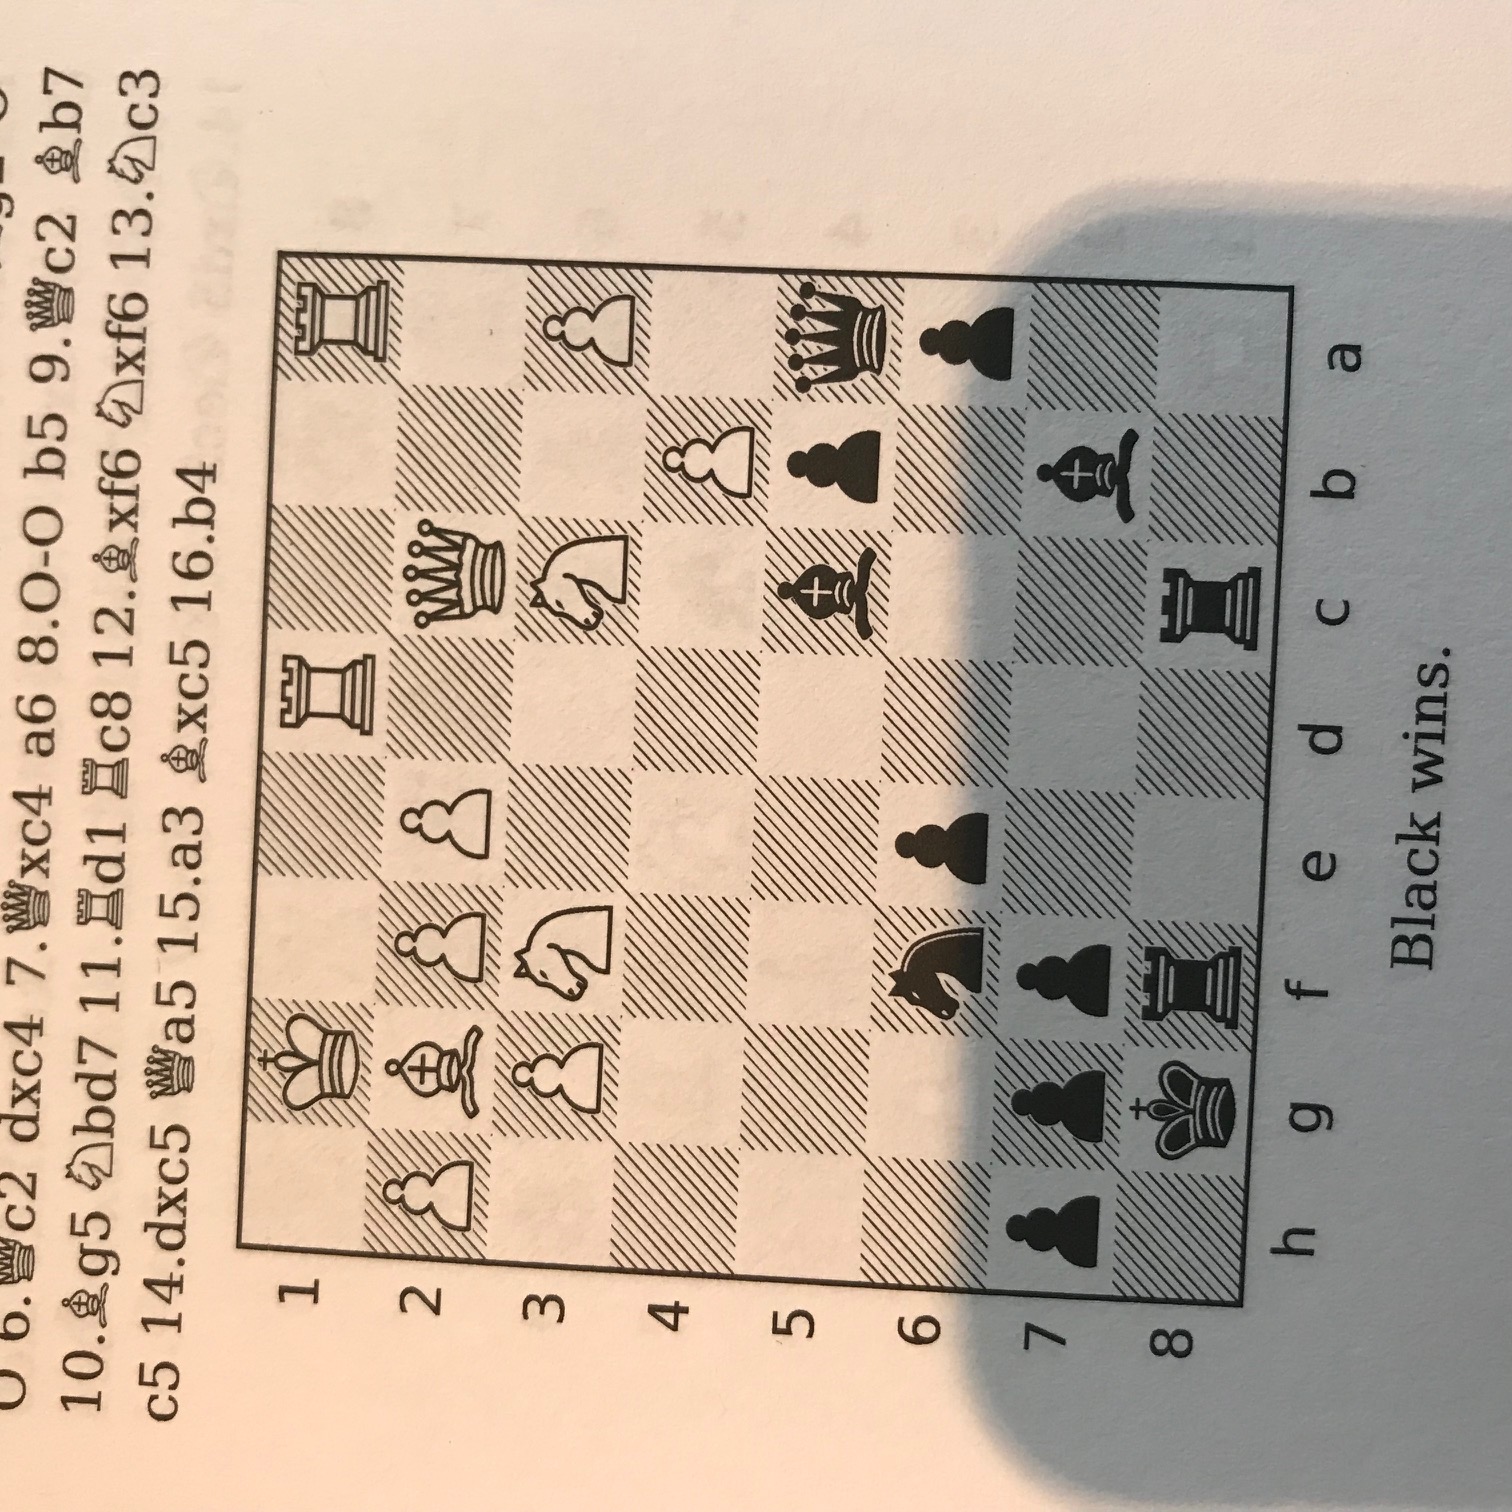 O 6.♕c2 dxc4 7.♕xc4 a6 8.O-O b5 9.♕c2 ♗b7
10.♗g5 ♘bd7 11.♖d1 ♖c8 12.♗xf6 ♘xf6 13.♘c3
c5 14.dxc5 ♕a5 15.a3 ♗xc5 16.b4
1
2
3
4
5
6
7
8
h g f e d c b a
Black wins.